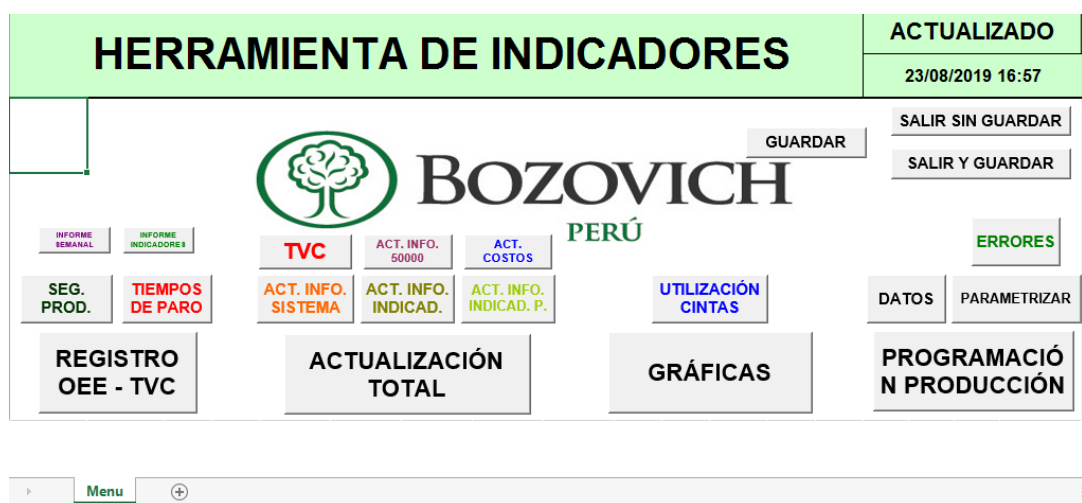 HERRAMIENTA DE INDICADORES
ACTUALIZADO
23/08/2019 16:57
SALIR SIN GUARDAR
GUARDAR
SALIR Y GUARDAR
BOZOVICH
PERÚ
INFORME
SEMANAL
INFORME
INDICADORES
TVC
ACT. INFO.
50000
ACT.
COSTOS
ERRORES
SEG.
PROD.
TIEMPOS
DE PARO
ACT. INFO.
SISTEMA
ACT. INFO.
INDICAD.
ACT. INFO.
INDICAD. P.
UTILIZACIÓN
CINTAS
DATOS
PARAMETRIZAR
REGISTRO
OEE - TVC
ACTUALIZACIÓN
TOTAL
GRÁFICAS
PROGRAMACIÓ
N PRODUCCIÓN
Menu